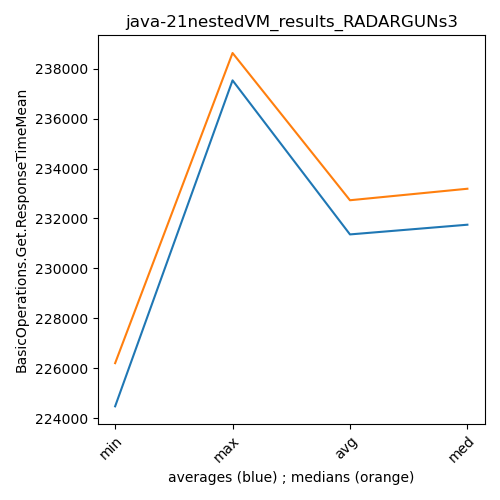 java-21nestedVM_results_RADARGUNs3
BasicOperations.Get.ResponseTimeMean
238000
236000
234000
232000
230000
228000
226000
224000
min
max
avg
med
averages (blue) ; medians (orange)